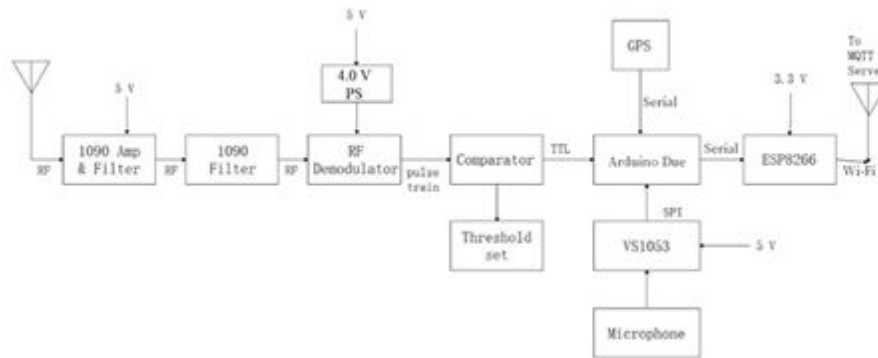 5 V
GPS
To
MQTT
Serve
4.0 V
PS
5 V
3.3 V
Serial
1090 Amp
& Filter
1090
Filter
RF
Demodulator
Comparator
TTL
Arduino Due
Serial
ESP8266
RF
RF
RF
pulse
train
Wi-Fi
Threshold
set
SPI
VS1053
5 V
Microphone